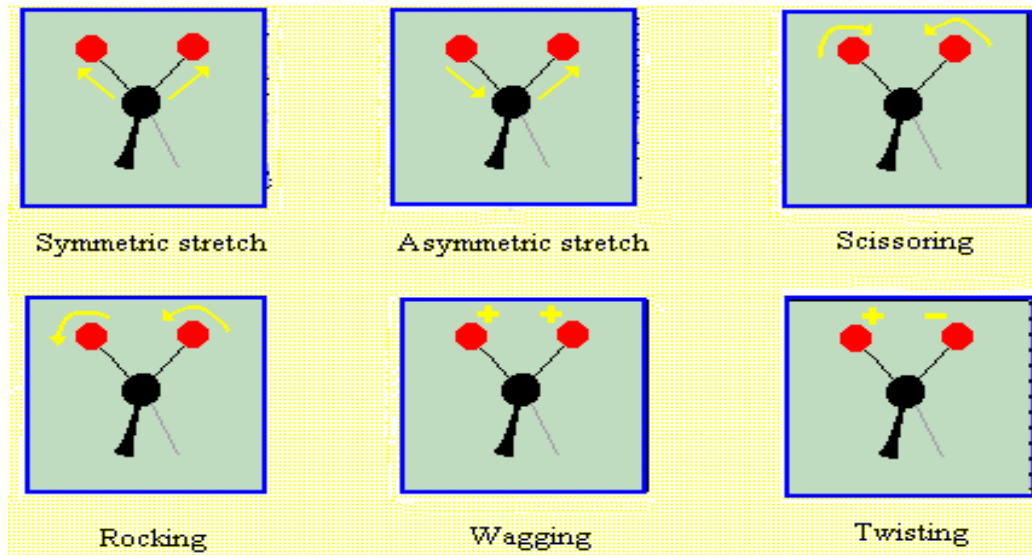 Symmetric stretch
Asymmetric stretch
Scissoring
+ +
+ −
Rocking
Wagging
Twisting